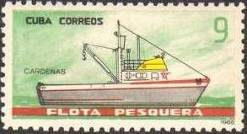 CUBA CORREOS
9
CARDENAS
FLOTA PESQUERA
1965